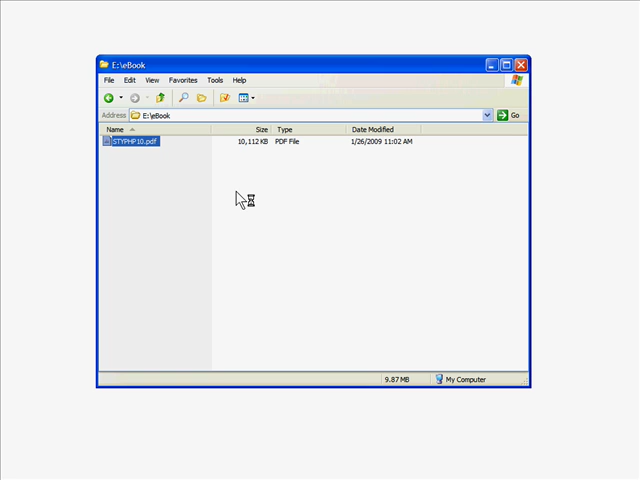 E:\eBook
File Edit View Favorites Tools Help
Address E:\eBook Go
Name Size Type Date Modified
STYPHP10.pdf 10,112 KB PDF File 1/26/2009 11:02 AM
9.87 MB My Computer